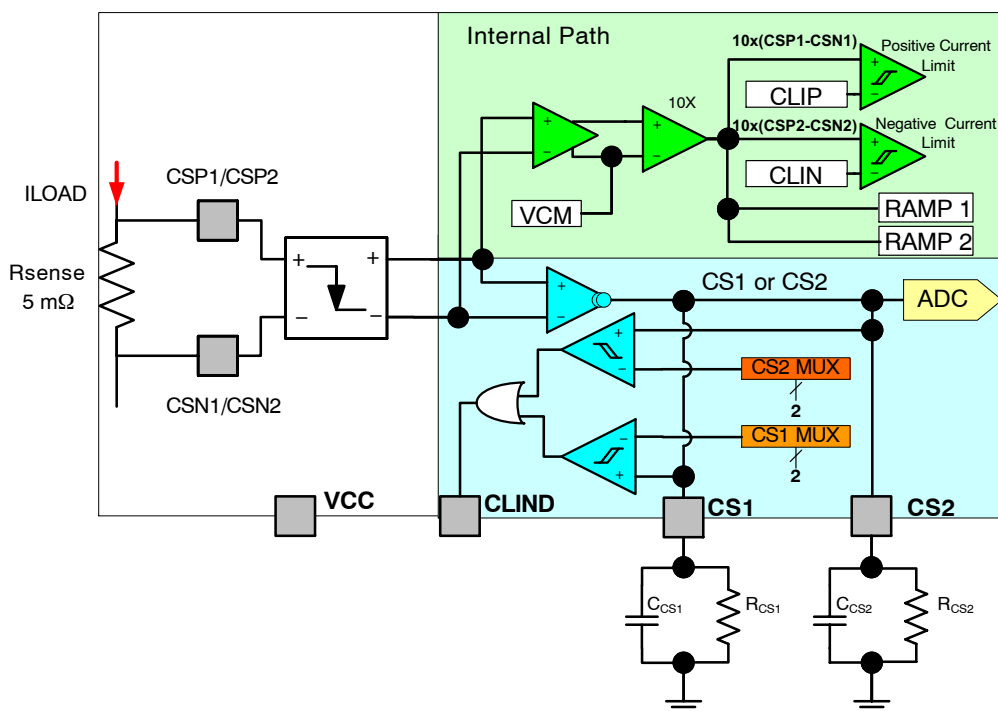 Internal Path
10x(CSP1-CSN1)
Positive Current
Limit
CLIP
10X
10x(CSP2-CSN2)
Negative Current
Limit
CLIN
VCM
RAMP 1
RAMP 2
ILOAD
CSP1/CSP2
Rsense
5 mΩ
CSN1/CSN2
+
+
−
−
+
−
+
−
+
−
+
−
+
−
CS1 or CS2
ADC
+
−
CS2 MUX
2
−
+
CS1 MUX
2
VCC
CLIND
CS1
CS2
CCS1
RCS1
CCS2
RCS2